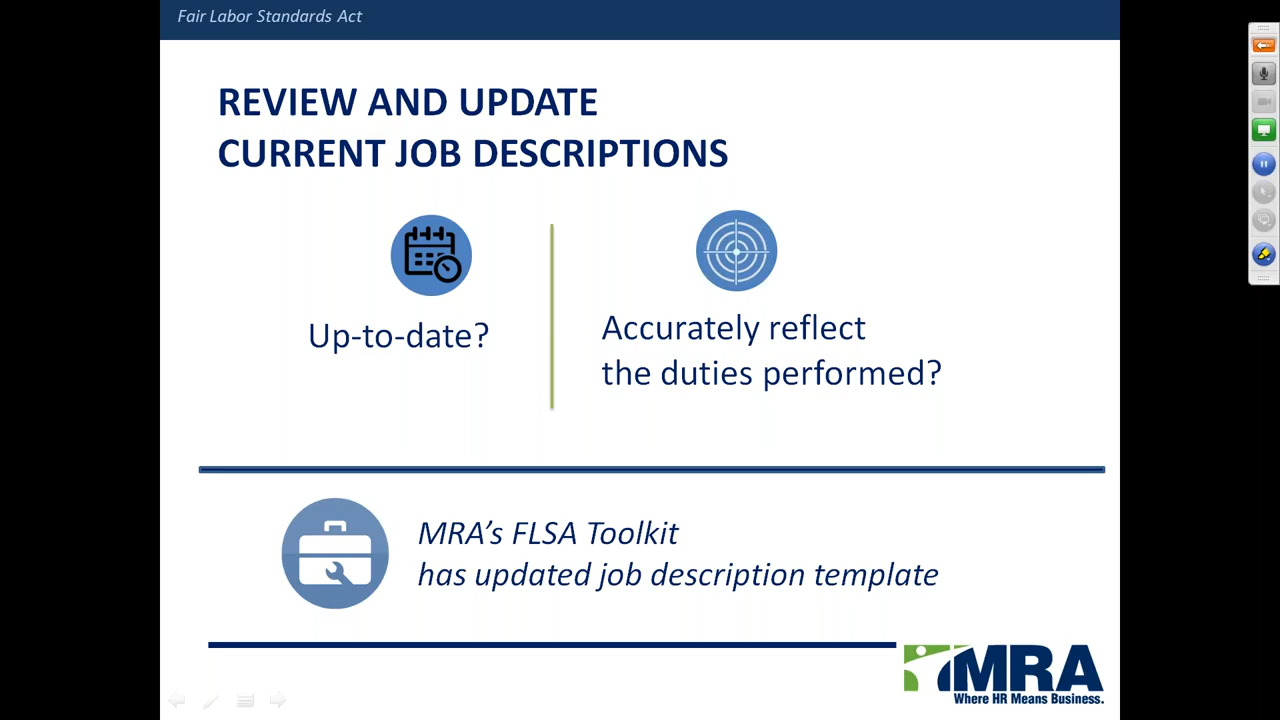 Fair Labor Standards Act
REVIEW AND UPDATE
CURRENT JOB DESCRIPTIONS
Up-to-date?
Accurately reflect
the duties performed?
MRA’s FLSA Toolkit
has updated job description template
MRA
Where HR Means Business.